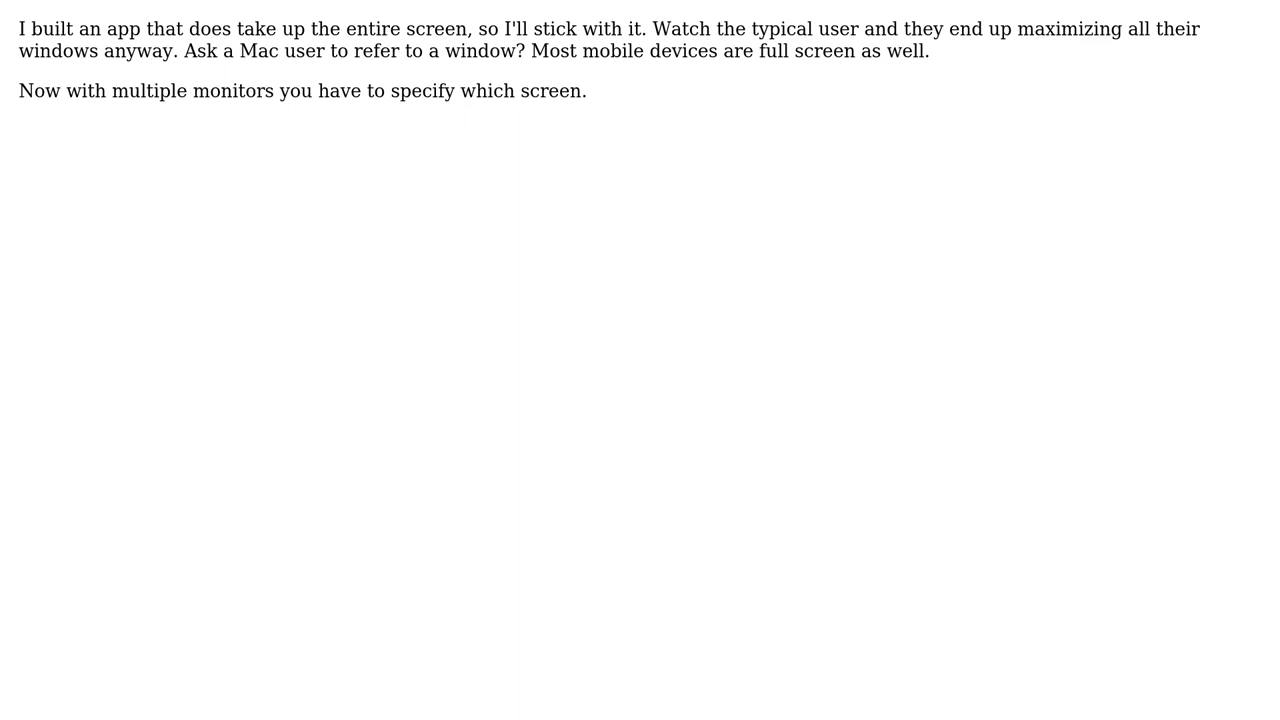 I built an app that does take up the entire screen, so I'll stick with it. Watch the typical user and they end up maximizing all their
windows anyway. Ask a Mac user to refer to a window? Most mobile devices are full screen as well.
Now with multiple monitors you have to specify which screen.